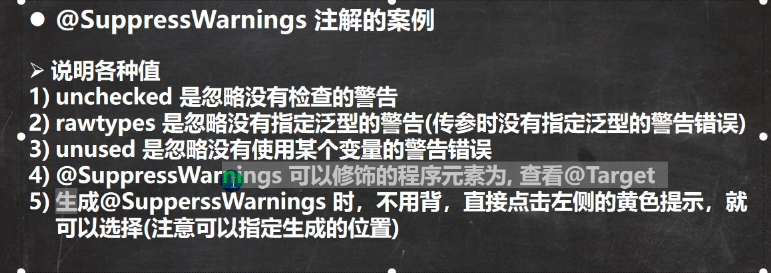 ● @SuppressWarnings 注解的案例
➢ 说明各种值
1) unchecked 是忽略没有检查的警告
2) rawtypes 是忽略没有指定泛型的警告(传参时没有指定泛型的警告错误)
3) unused 是忽略没有使用某个变量的警告错误
4) @SuppressWarnings 可以修饰的程序元素为, 查看@Target
5) 生成@SupperssWarnings 时，不用背，直接点击左侧的黄色提示，就
可以选择(注意可以指定生成的位置)